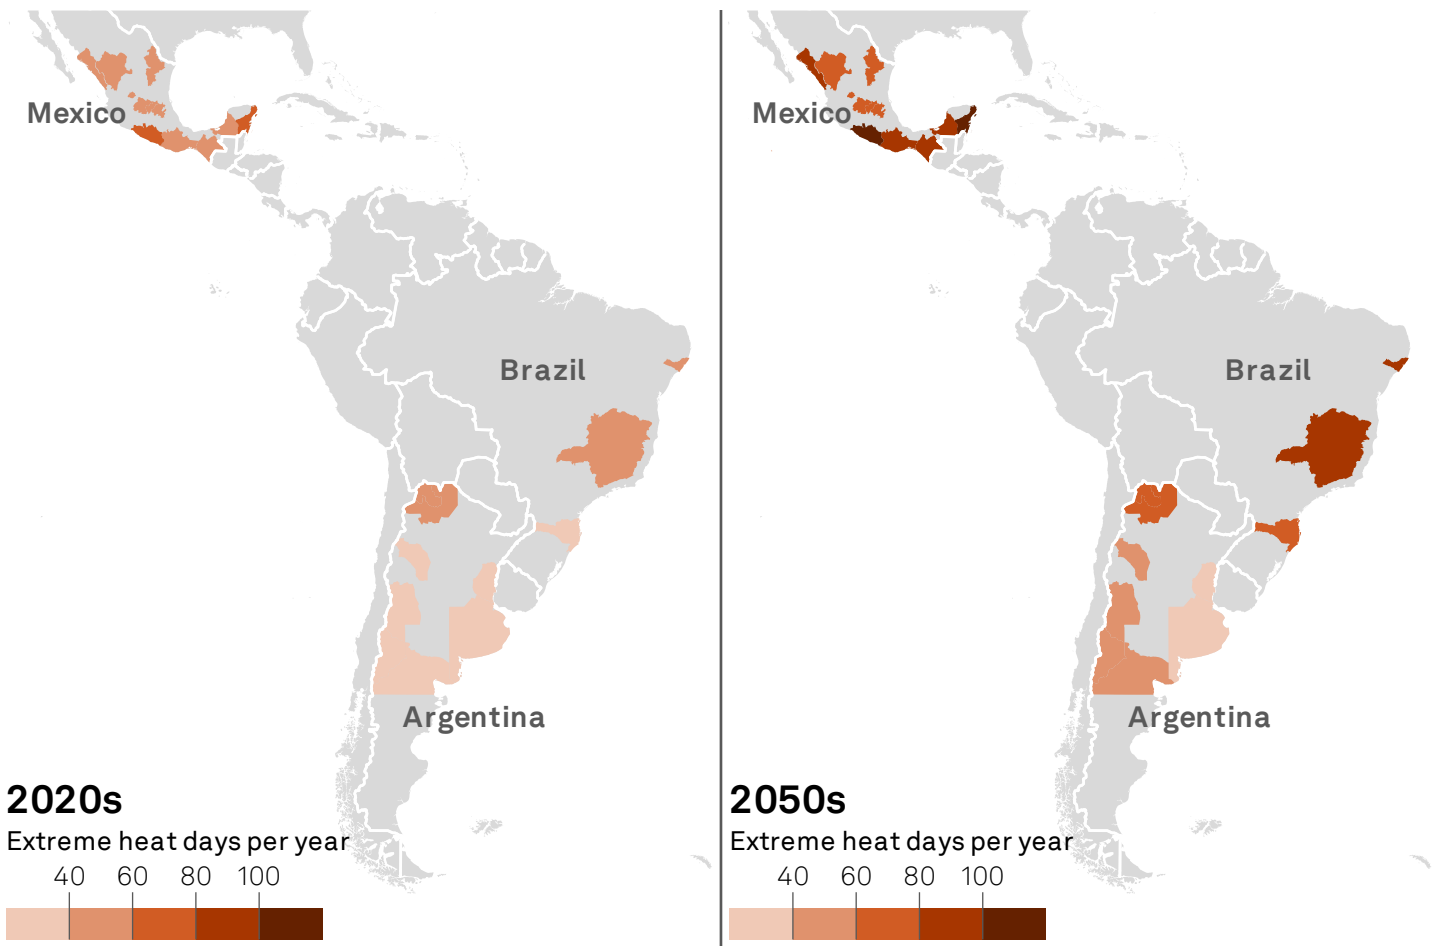 Mexico
Brazil
Argentina
2020s
Extreme heat days per year
40 60 80 100
Mexico
Brazil
Argentina
2050s
Extreme heat days per year
40 60 80 100